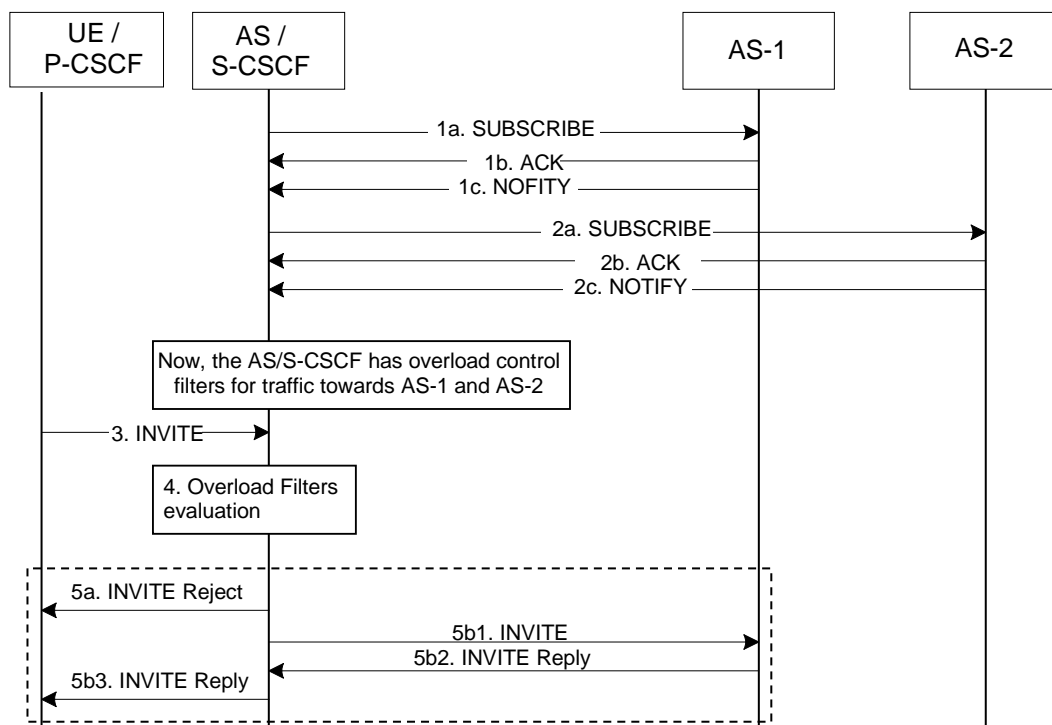 UE /
P-CSCF
AS /
S-CSCF
AS-1
AS-2
1a. SUBSCRIBE
1b. ACK
1c. NOFITY
2a. SUBSCRIBE
2b. ACK
2c. NOTIFY
Now, the AS/S-CSCF has overload control
filters for traffic towards AS-1 and AS-2
3. INVITE
4. Overload Filters
evaluation
5a. INVITE Reject
5b1. INVITE
5b2. INVITE Reply
5b3. INVITE Reply